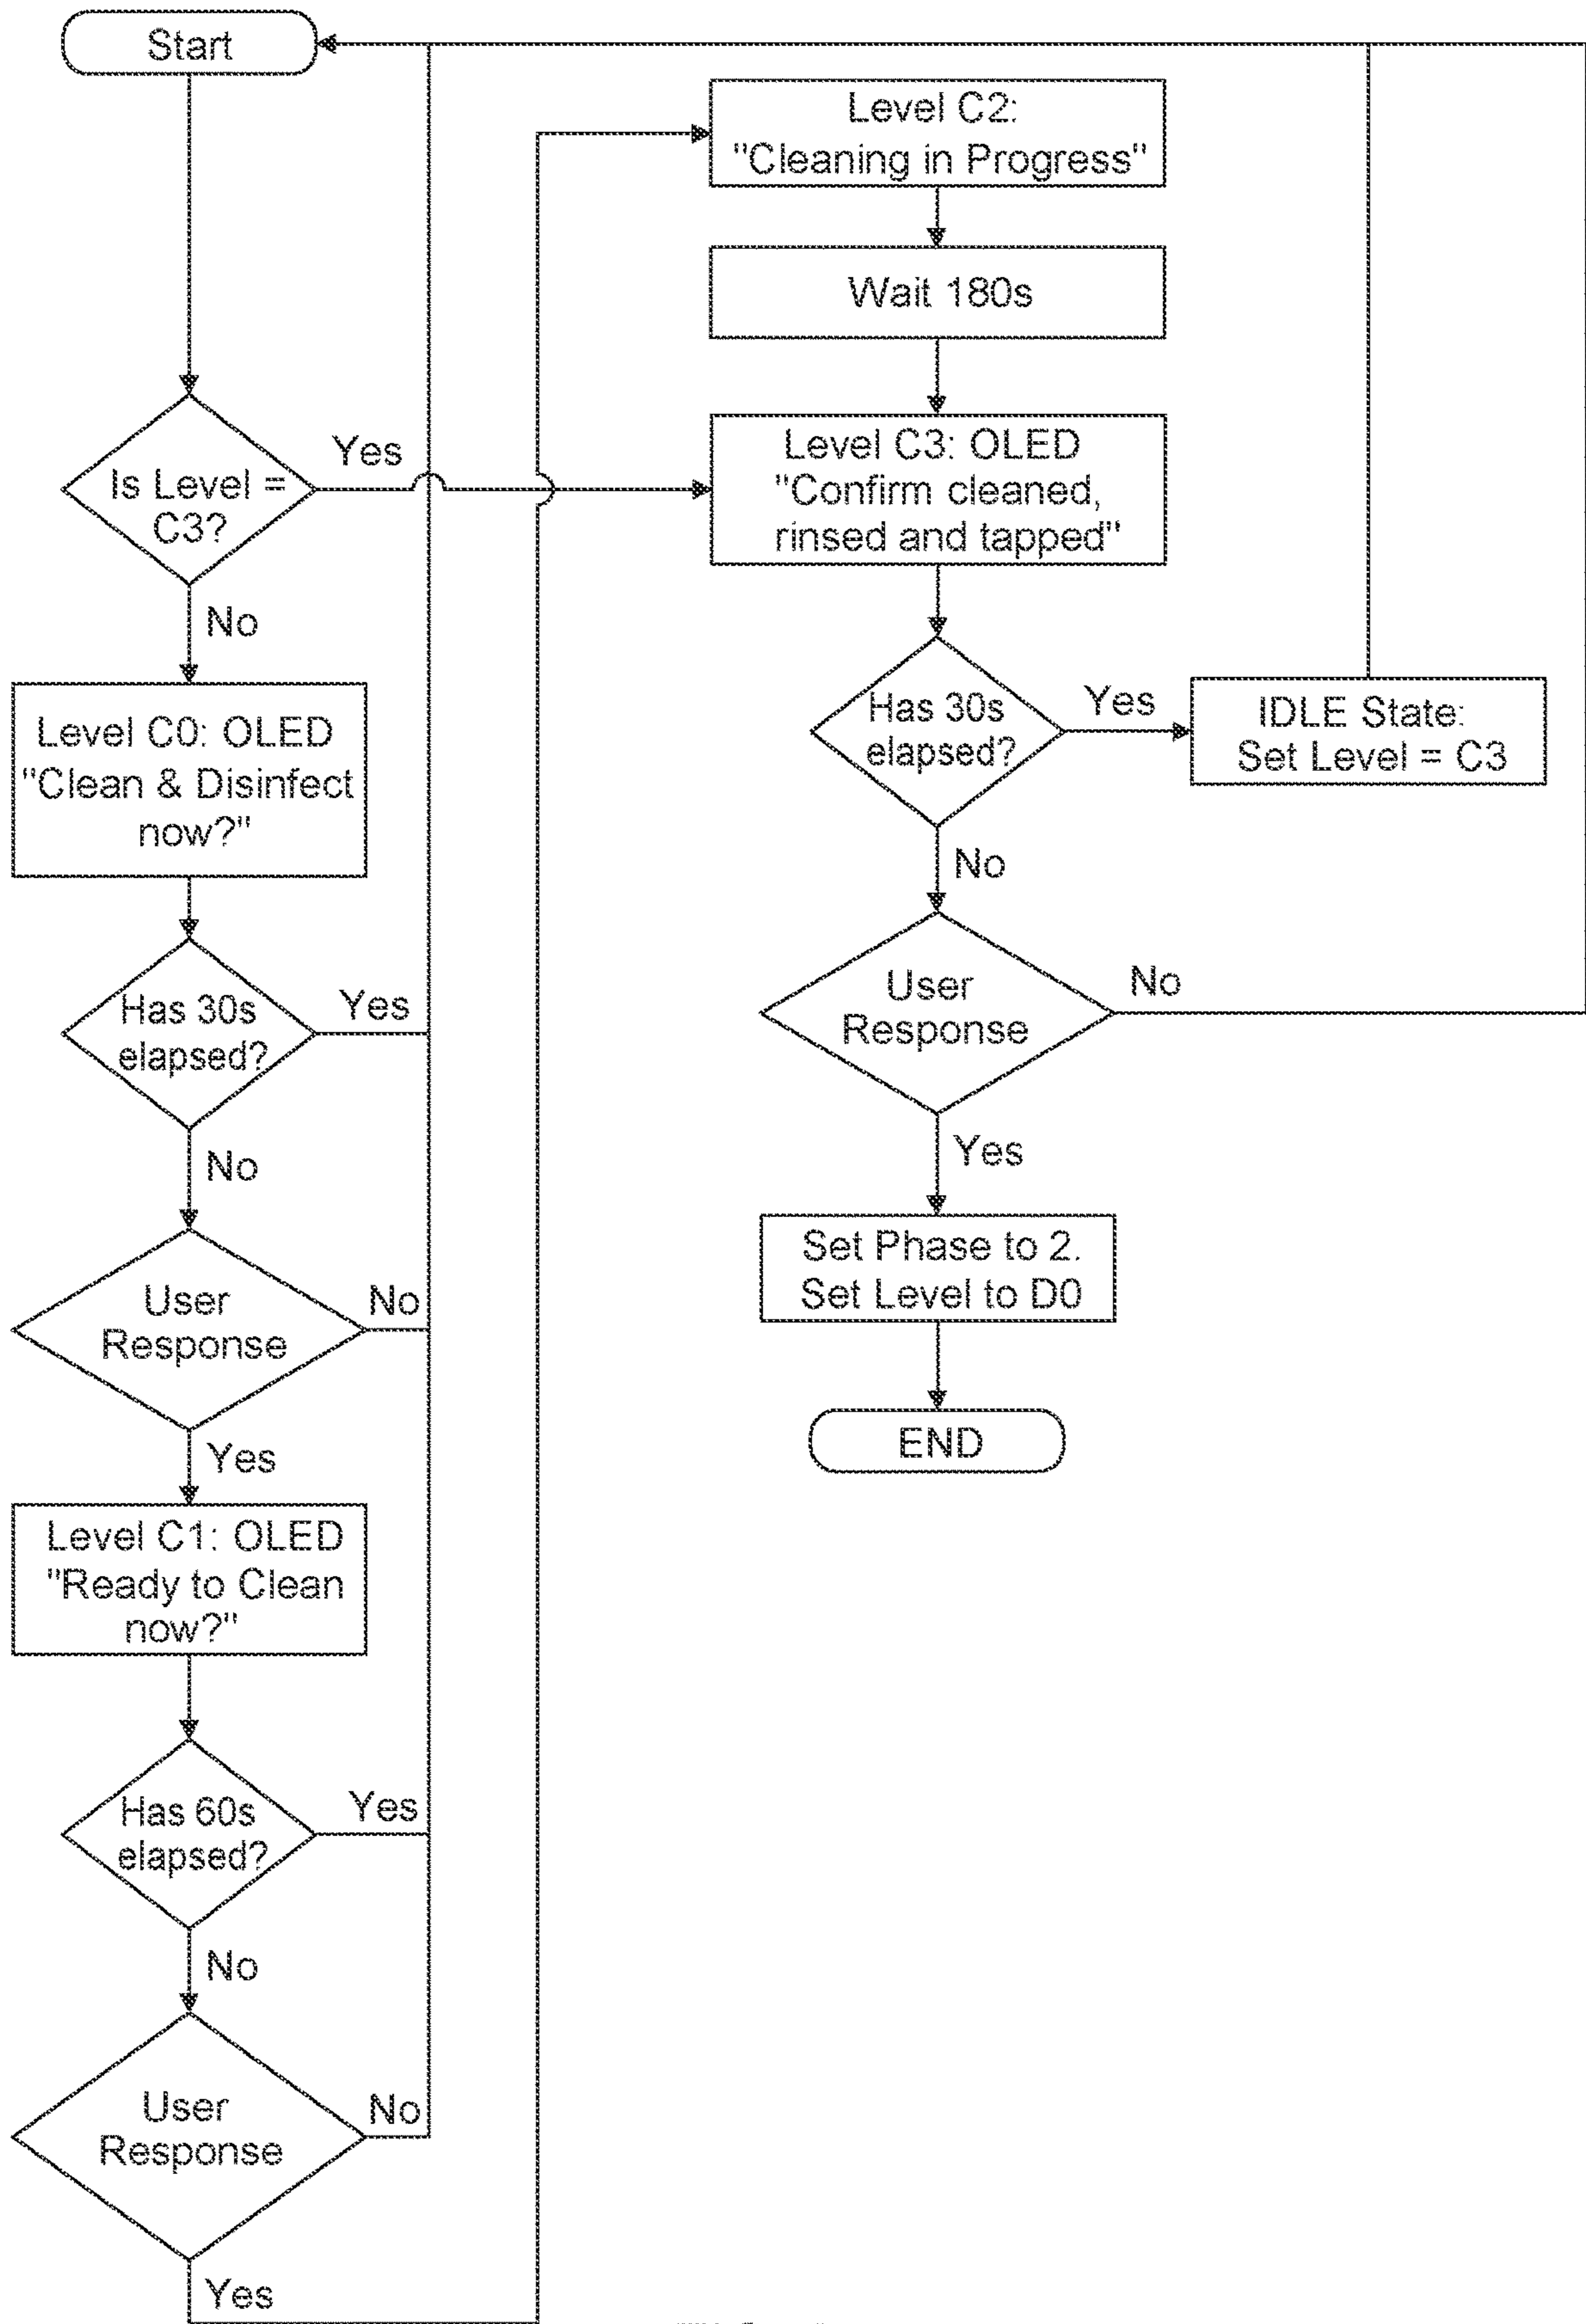 Start
Is Level =
C3?
Yes
No
Level C0: OLED
"Clean & Disinfect
now?"
Has 30s
elapsed?
Yes
No
User
Response
No
Yes
Level C1: OLED
"Ready to Clean
now?"
Has 60s
elapsed?
Yes
No
User
Response
No
Yes
Level C2:
"Cleaning in Progress"
Wait 180s
Level C3: OLED
"Confirm cleaned,
rinsed and tapped"
Has 30s
elapsed?
Yes
IDLE State:
Set Level = C3
No
User
Response
No
Yes
Set Phase to 2.
Set Level to D0
END